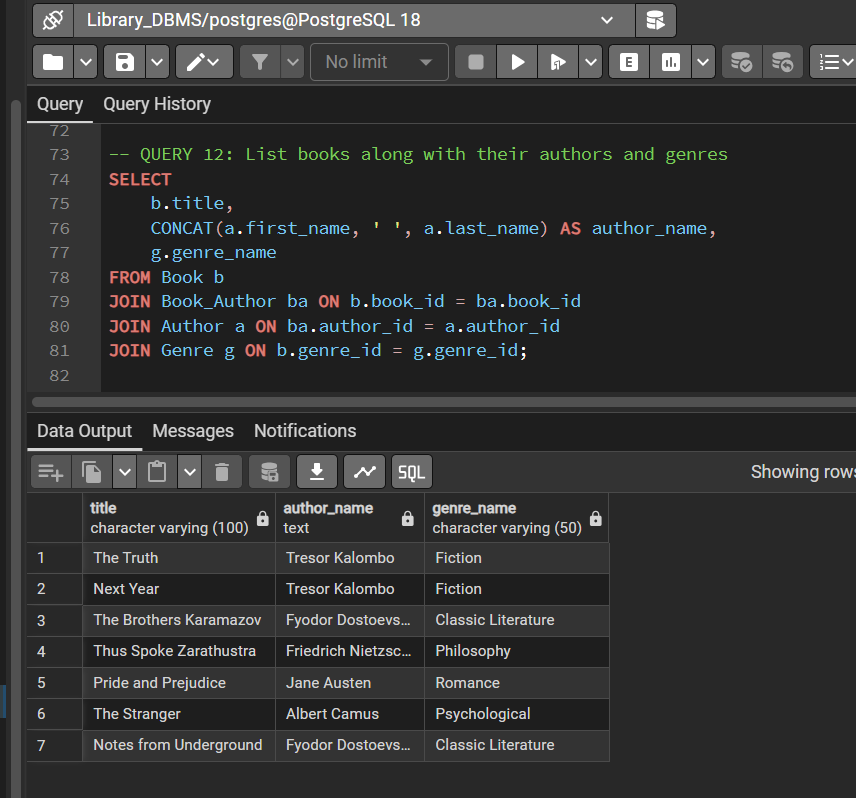 Library_DBMS/postgres@PostgreSQL 18
No limit
E
Query Query History
72
73 -- QUERY 12: List books along with their authors and genres
74 SELECT
75 b.title,
76 CONCAT(a.first_name, ' ', a.last_name) AS author_name,
77 g.genre_name
78 FROM Book b
79 JOIN Book_Author ba ON b.book_id = ba.book_id
80 JOIN Author a ON ba.author_id = a.author_id
81 JOIN Genre g ON b.genre_id = g.genre_id;
82
Data Output Messages Notifications
SQL Showing rows
title author_name genre_name
character varying (100) text character varying (50)
1 The Truth Tresor Kalombo Fiction
2 Next Year Tresor Kalombo Fiction
3 The Brothers Karamazov Fyodor Dostoevs... Classic Literature
4 Thus Spoke Zarathustra Friedrich Nietzsc... Philosophy
5 Pride and Prejudice Jane Austen Romance
6 The Stranger Albert Camus Psychological
7 Notes from Underground Fyodor Dostoevs... Classic Literature